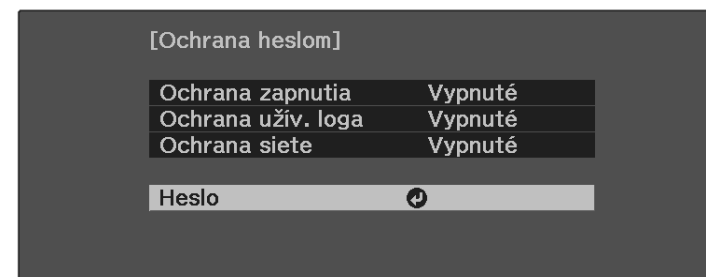 [Ochrana heslom]
Ochrana zapnutia Vypnuté
Ochrana užív. loga Vypnuté
Ochrana siete Vypnuté
Heslo